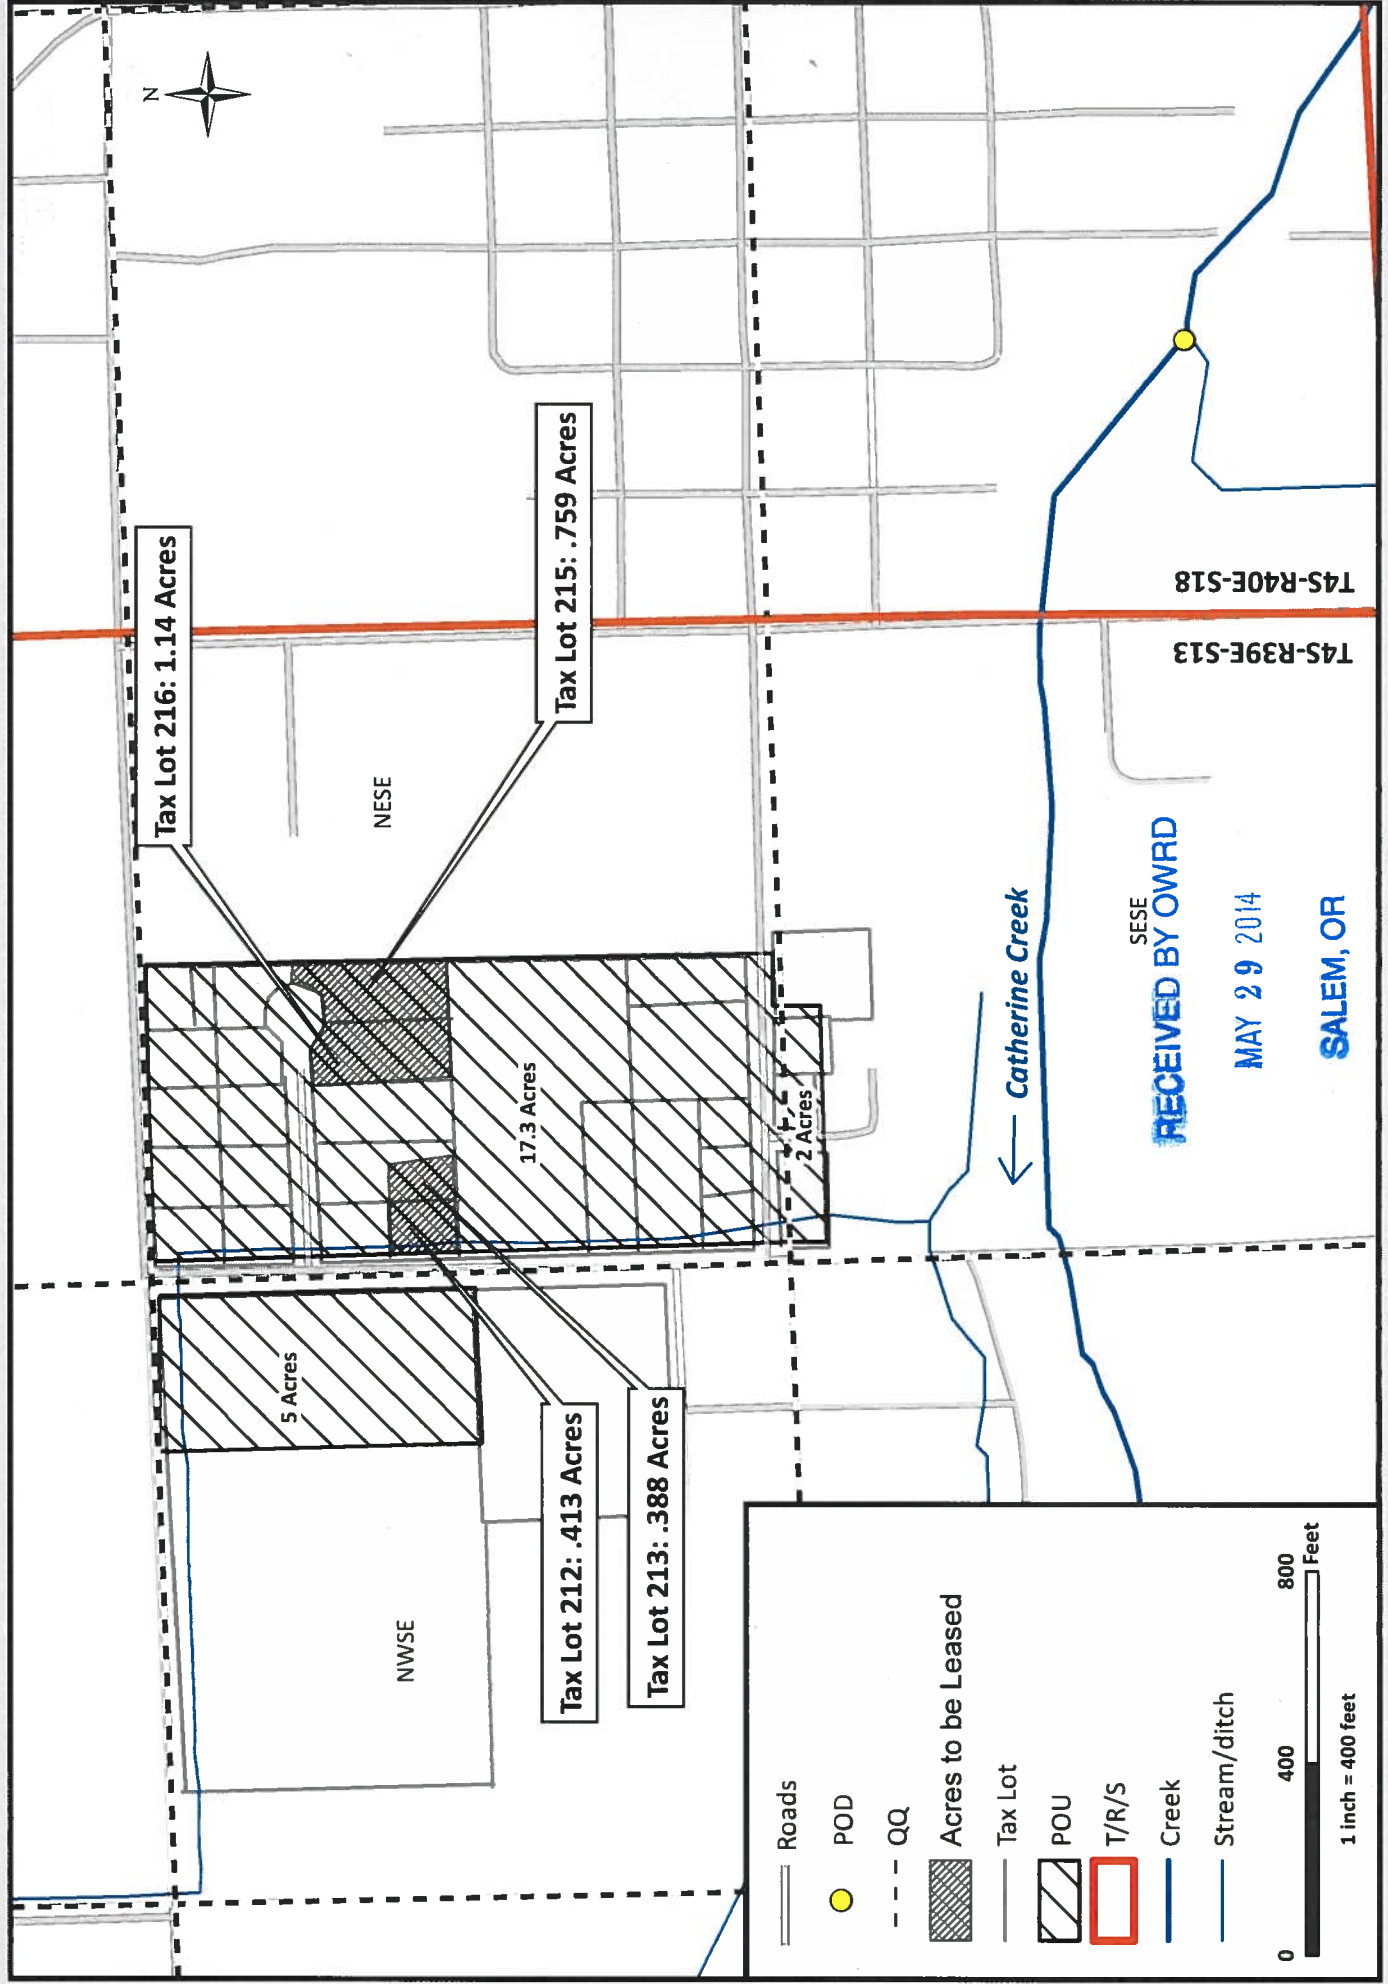 N
Tax Lot 216: 1.14 Acres
Tax Lot 215: .759 Acres
NESE
17.3 Acres
2 Acres
5 Acres
NWSE
Tax Lot 212: .413 Acres
Tax Lot 213: .388 Acres
T4S-R40E-S18
T4S-R39E-S13
Catherine Creek
SESE
RECEIVED BY OWRD
MAY 29 2014
SALEM, OR
Roads
POD
QQ
Acres to be Leased
Tax Lot
POU
T/R/S
Creek
Stream/ditch
0 400 800
Feet
1 inch = 400 feet